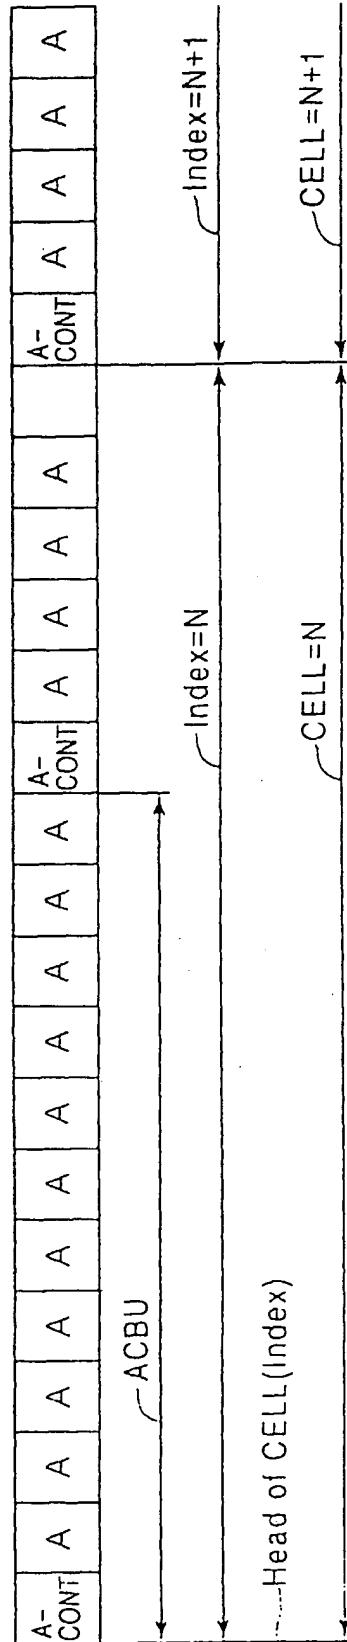 A-
CONT
A
A
A
A
A
A
A
A
A
A
A
A-
CONT
A
A
A
A
A-
CONT
A
A
A
A
ACBU
Index=N
Index=N+1
Head of CELL(Index)
CELL=N
CELL=N+1